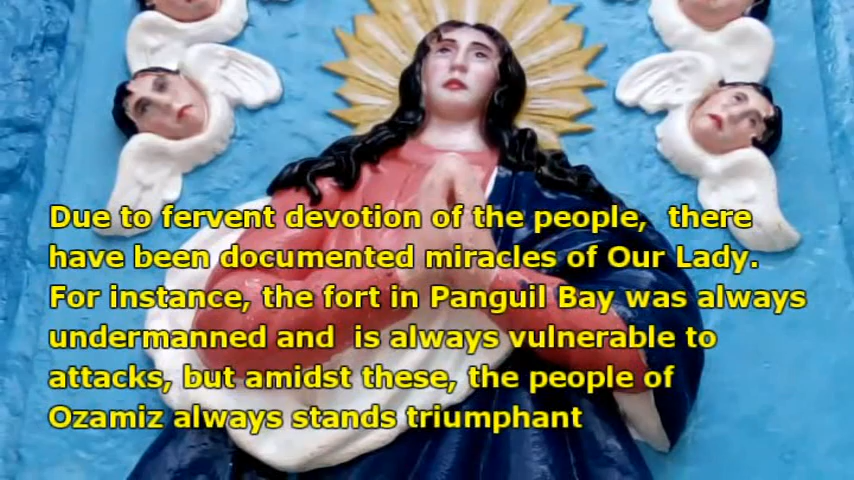 Due to fervent devotion of the people, there
have been documented miracles of Our Lady.
For instance, the fort in Panguil Bay was always
undermanned and is always vulnerable to
attacks, but amidst these, the people of
Ozamiz always stands triumphant